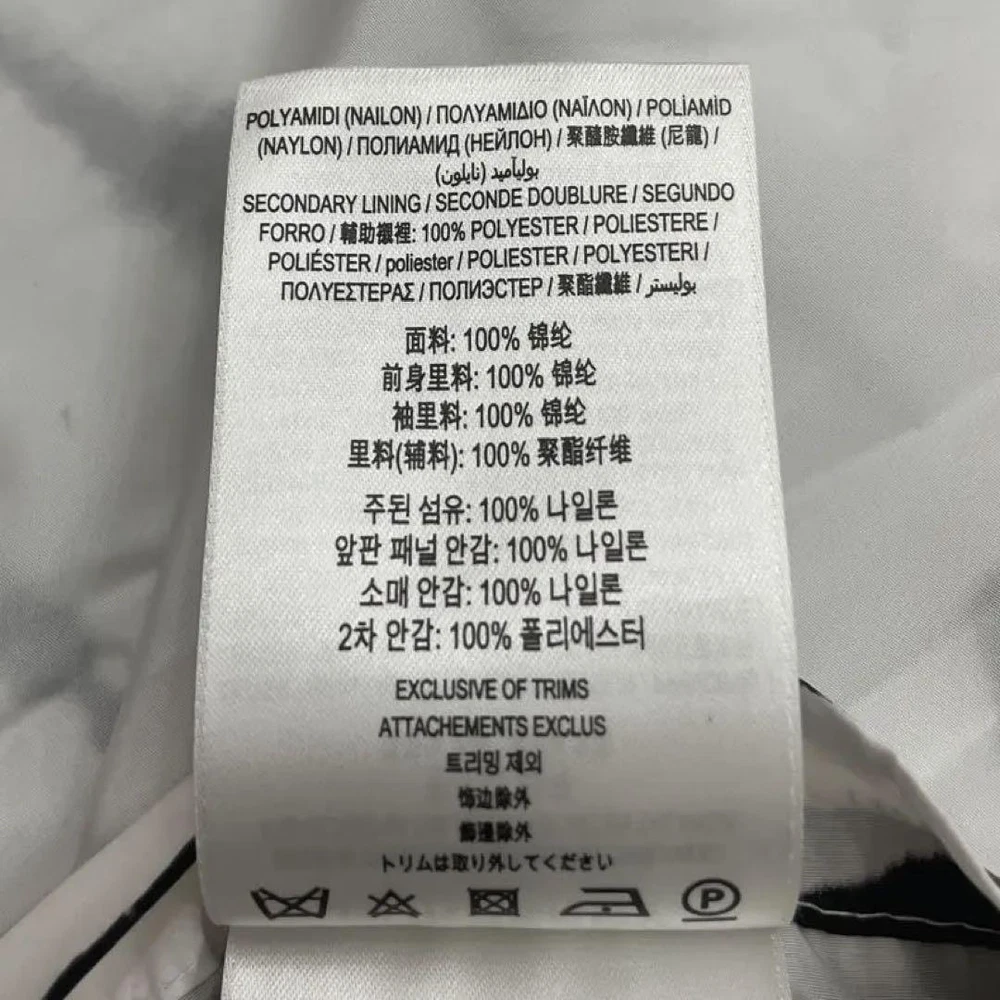 POLYAMIDI (NAILON) / ΠΟΛΥΑΜΙΔΙΟ (ΝΑΪΛΟΝ) / POLİAMİD
(NAYLON) / ПОЛИАМИД (НЕЙЛОН) / 聚醯胺纖維 (尼龍) /
بوليآميد (نايلون)
SECONDARY LINING / SECONDE DOUBLURE / SEGUNDO
FORRO / 輔助襯裡: 100% POLYESTER / POLIESTERE /
POLIÉSTER / poliester / POLIESTER / POLYESTERI /
ΠΟΛΥΕΣΤΕΡΑΣ / ПОЛИЭСТЕР / 聚酯纖維 / بوليستر
面料: 100% 锦纶
前身里料: 100% 锦纶
袖里料: 100% 锦纶
里料(辅料): 100% 聚酯纤维
주된 섬유: 100% 나일론
앞판 패널 안감: 100% 나일론
소매 안감: 100% 나일론
2차 안감: 100% 폴리에스터
EXCLUSIVE OF TRIMS
ATTACHEMENTS EXCLUS
트리밍 제외
饰边除外
飾邊除外
トリムは取り外してください
P